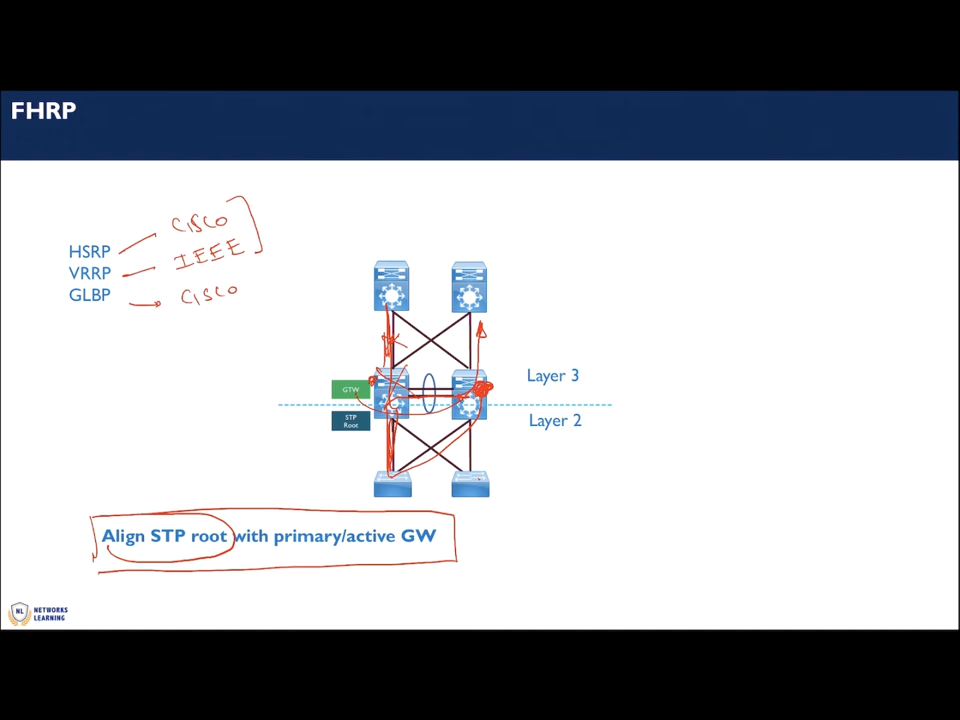 FHRP
CISCO
HSRP
IEEE
VRRP
GLBP
CISCO
Layer 3
GTW
STP
Root
Layer 2
Align STP root with primary/active GW
NL
NETWORKS
LEARNING